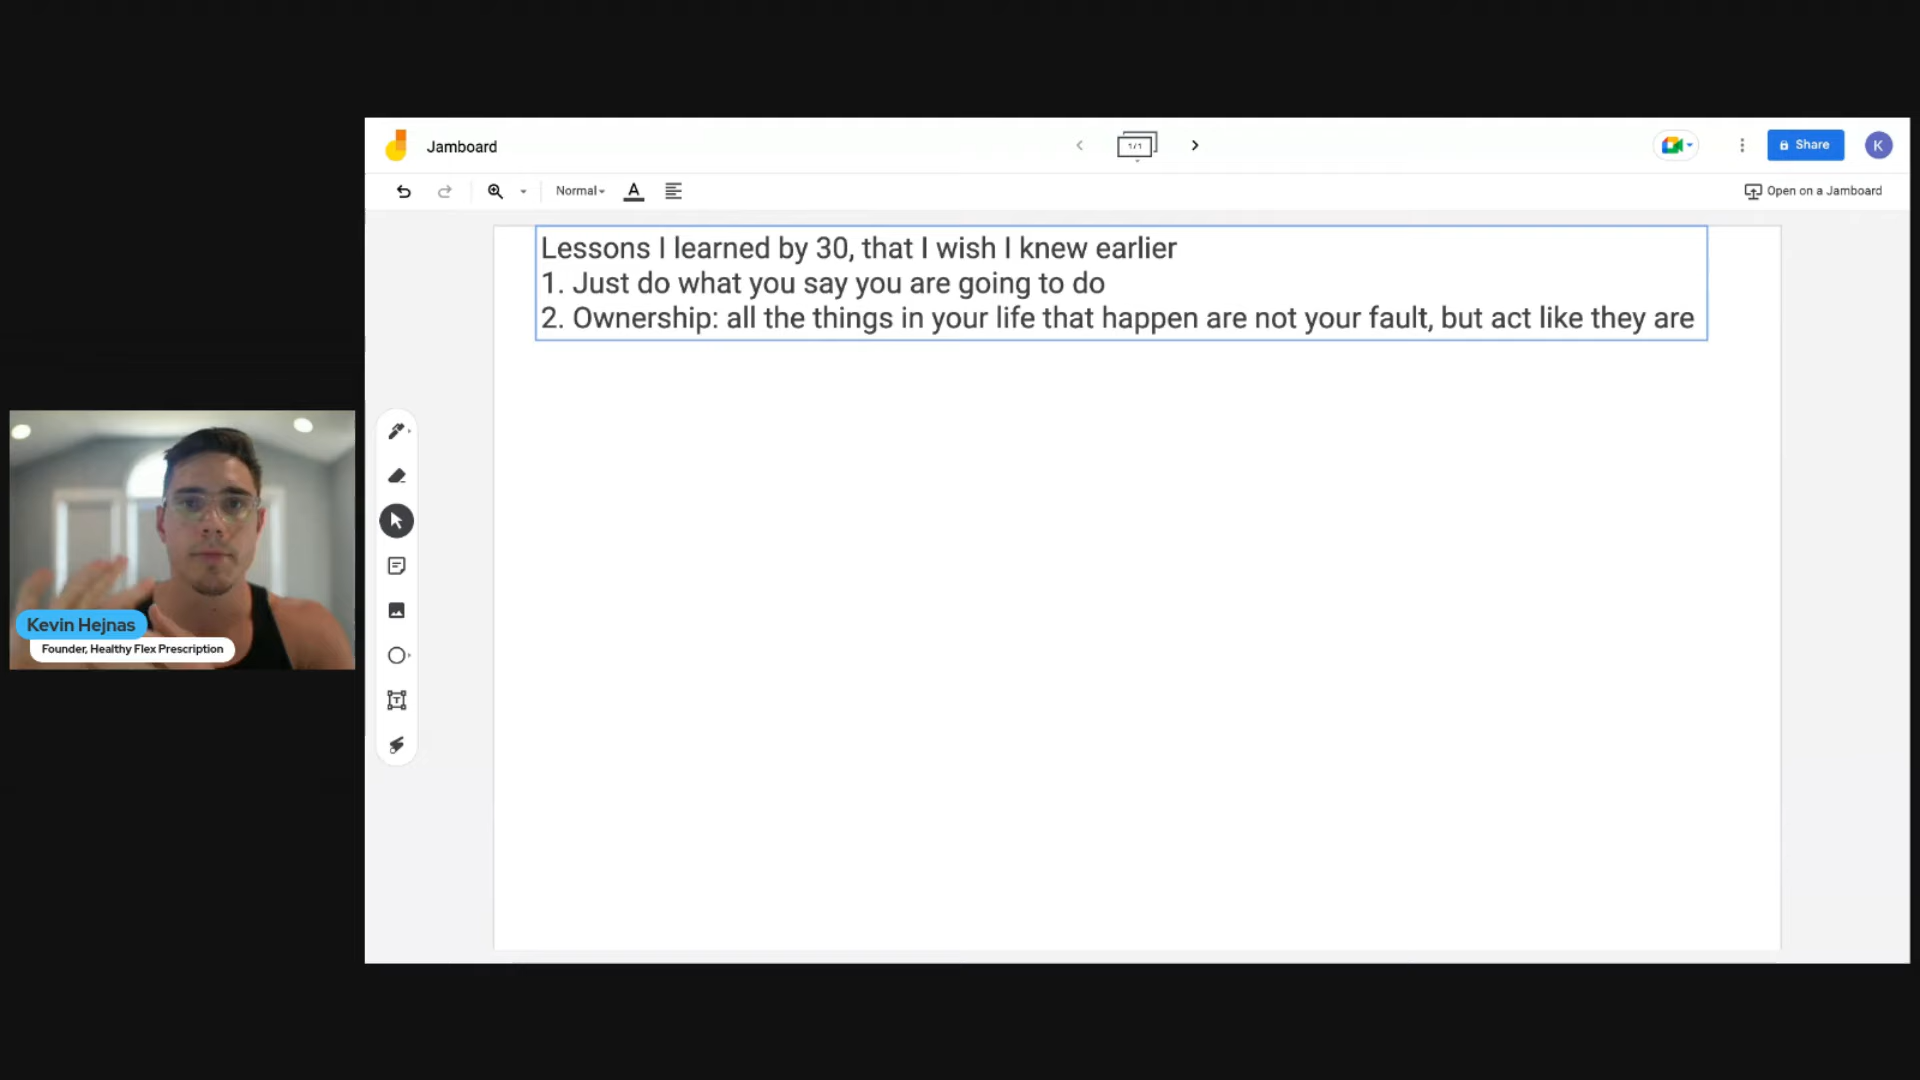 Jamboard
1/1
Share
K
Normal
A
Open on a Jamboard
Lessons I learned by 30, that I wish I knew earlier
1. Just do what you say you are going to do
2. Ownership: all the things in your life that happen are not your fault, but act like they are
T
Kevin Hejnas
Founder, Healthy Flex Prescription